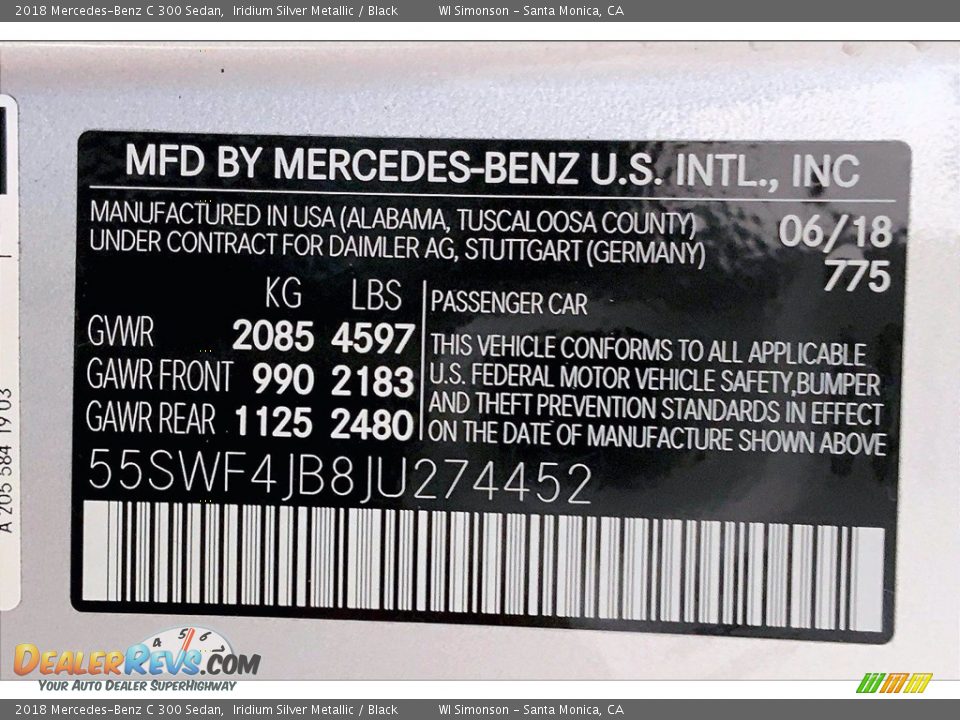 2018 Mercedes-Benz C 300 Sedan, Iridium Silver Metallic / Black WI Simonson - Santa Monica, CA
MFD BY MERCEDES-BENZ U.S. INTL., INC
MANUFACTURED IN USA (ALABAMA, TUSCALOOSA COUNTY) 06/18
UNDER CONTRACT FOR DAIMLER AG, STUTTGART (GERMANY) 775
KG LBS
GVWR 2085 4597
GAWR FRONT 990 2183
GAWR REAR 1125 2480
PASSENGER CAR
THIS VEHICLE CONFORMS TO ALL APPLICABLE
U.S. FEDERAL MOTOR VEHICLE SAFETY,BUMPER
AND THEFT PREVENTION STANDARDS IN EFFECT
ON THE DATE OF MANUFACTURE SHOWN ABOVE
55SWF4JB8JU274452
A 205 584 19 03
4 5 6
DEALERREVS.COM
YOUR AUTO DEALER SUPERHIGHWAY
2018 Mercedes-Benz C 300 Sedan, Iridium Silver Metallic / Black WI Simonson - Santa Monica, CA